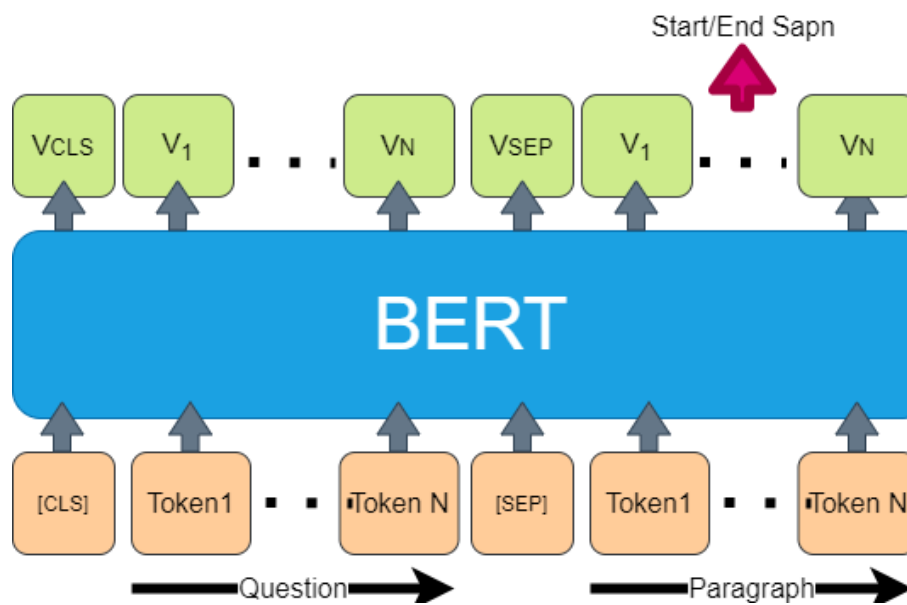 Start/End Sapn
VCLS V1 VN VSEP V1 VN
BERT
[CLS] Token1 Token N [SEP] Token1 Token N
Question Paragraph